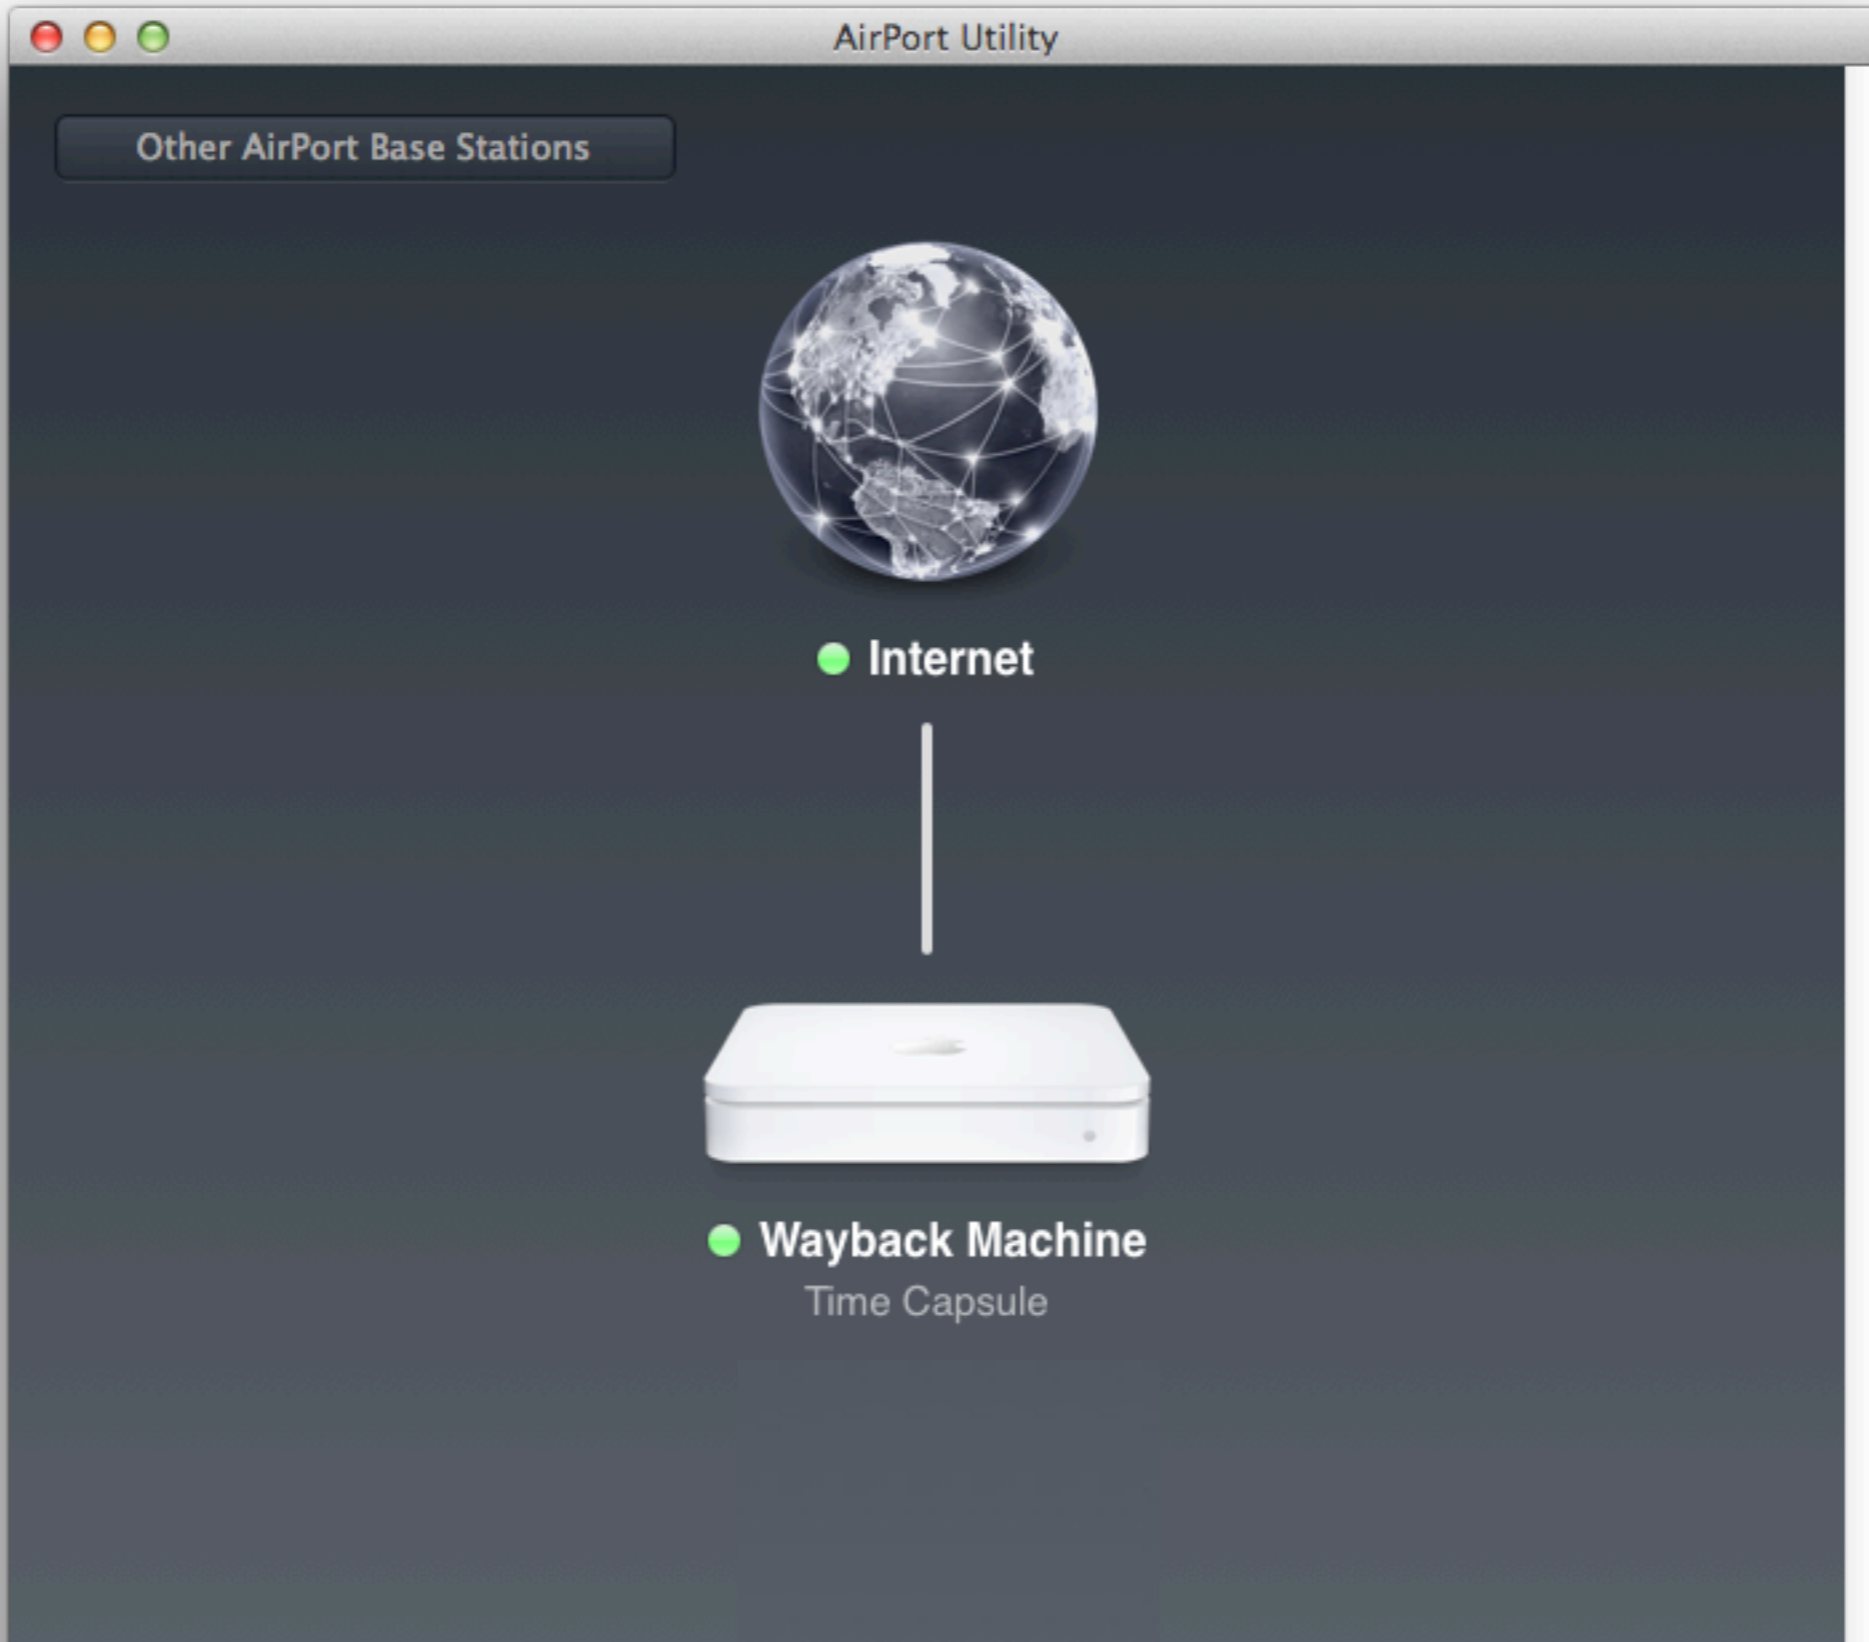 AirPort Utility
Other AirPort Base Stations
Internet
Wayback Machine
Time Capsule